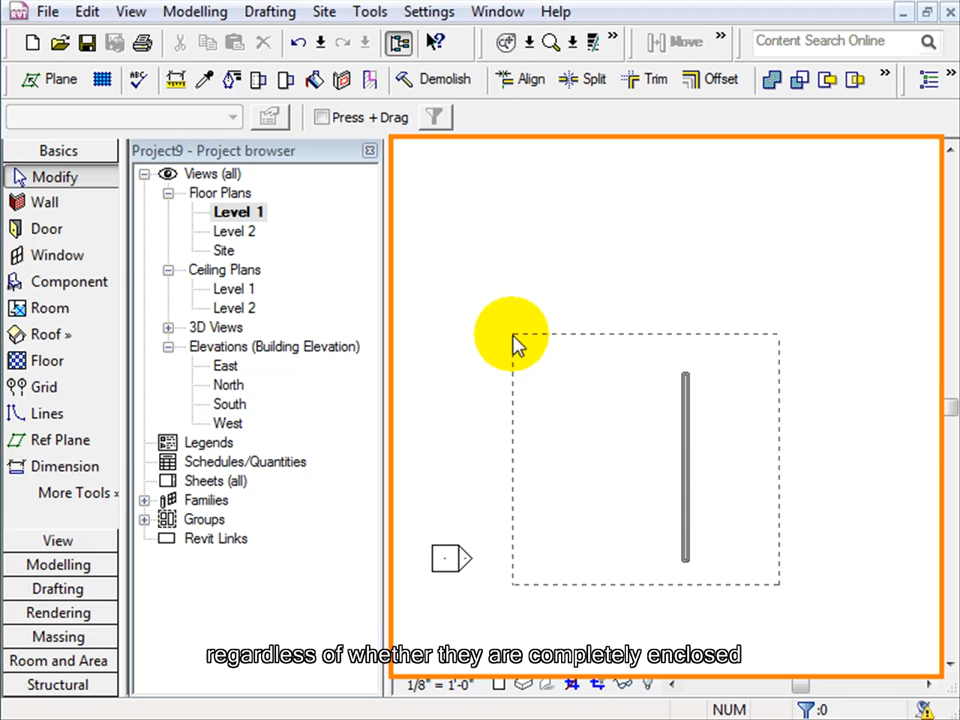 File Edit View Modelling Drafting Site Tools Settings Window Help
Move Content Search Online
Plane Demolish Align Split Trim Offset
Press + Drag
Basics
Modify
Wall
Door
Window
Component
Room
Roof »
Floor
Grid
Lines
Ref Plane
Dimension
More Tools »
View
Modelling
Drafting
Rendering
Massing
Room and Area
Structural
Project9 - Project browser
Views (all)
Floor Plans
Level 1
Level 2
Site
Ceiling Plans
Level 1
Level 2
3D Views
Elevations (Building Elevation)
East
North
South
West
Legends
Schedules/Quantities
Sheets (all)
Families
Groups
Revit Links
regardless of whether they are completely enclosed
1/8" = 1'-0"
NUM :0